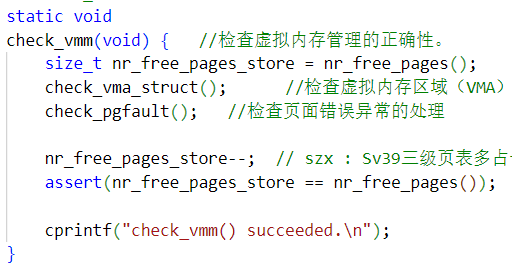 static void
check_vmm(void) {   //检查虚拟内存管理的正确性。
    size_t nr_free_pages_store = nr_free_pages();
    check_vma_struct();      //检查虚拟内存区域（VMA）
    check_pgfault();   //检查页面错误异常的处理
    nr_free_pages_store--;  // szx : Sv39三级页表多占
    assert(nr_free_pages_store == nr_free_pages());
    cprintf("check_vmm() succeeded.\n");
}